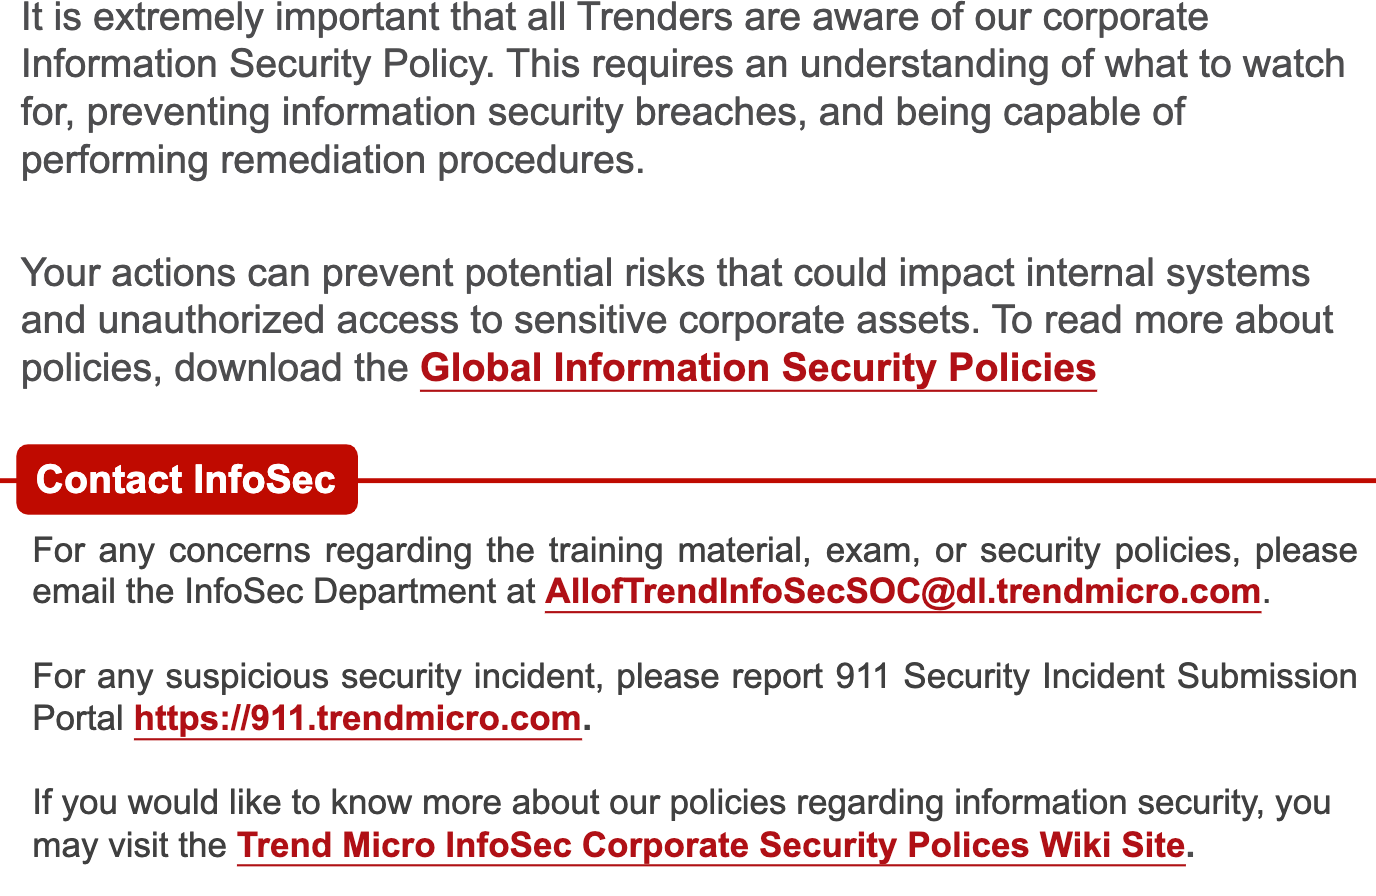 It is extremely important that all Trenders are aware of our corporate
Information Security Policy. This requires an understanding of what to watch
for, preventing information security breaches, and being capable of
performing remediation procedures.
Your actions can prevent potential risks that could impact internal systems
and unauthorized access to sensitive corporate assets. To read more about
policies, download the Global Information Security Policies
Contact InfoSec
For any concerns regarding the training material, exam, or security policies, please
email the InfoSec Department at AllofTrendInfoSecSOC@dl.trendmicro.com.
For any suspicious security incident, please report 911 Security Incident Submission
Portal https://911.trendmicro.com.
If you would like to know more about our policies regarding information security, you
may visit the Trend Micro InfoSec Corporate Security Polices Wiki Site.